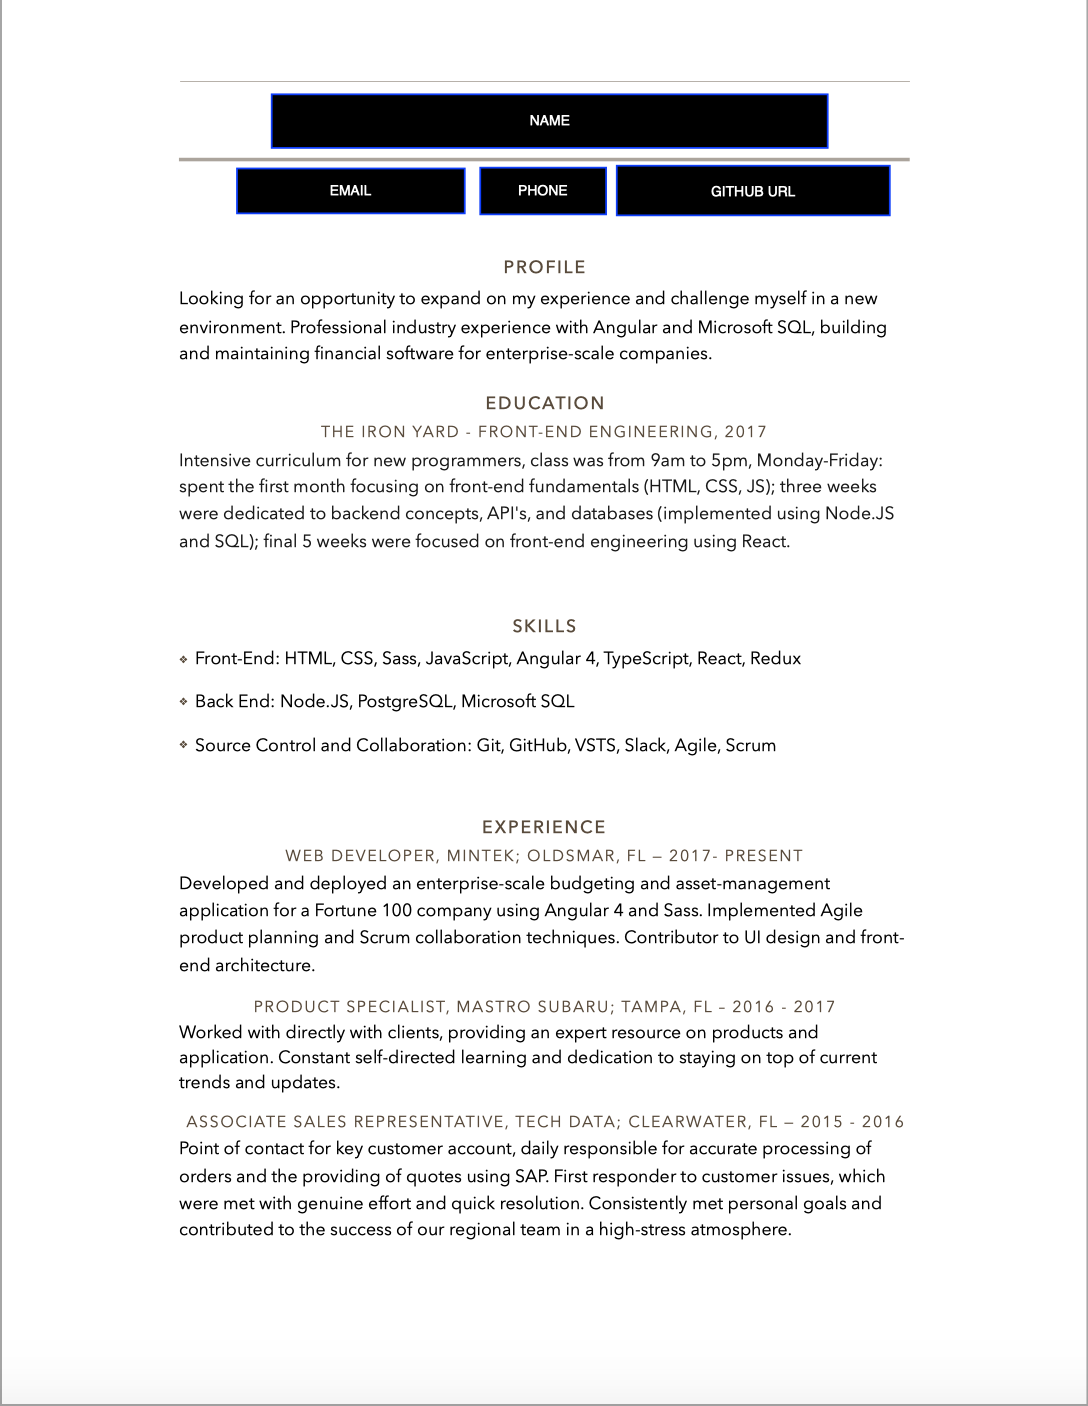 NAME
EMAIL PHONE GITHUB URL
PROFILE
Looking for an opportunity to expand on my experience and challenge myself in a new
environment. Professional industry experience with Angular and Microsoft SQL, building
and maintaining financial software for enterprise-scale companies.
EDUCATION
THE IRON YARD - FRONT-END ENGINEERING, 2017
Intensive curriculum for new programmers, class was from 9am to 5pm, Monday-Friday:
spent the first month focusing on front-end fundamentals (HTML, CSS, JS); three weeks
were dedicated to backend concepts, API's, and databases (implemented using Node.JS
and SQL); final 5 weeks were focused on front-end engineering using React.
SKILLS
❖ Front-End: HTML, CSS, Sass, JavaScript, Angular 4, TypeScript, React, Redux
❖ Back End: Node.JS, PostgreSQL, Microsoft SQL
❖ Source Control and Collaboration: Git, GitHub, VSTS, Slack, Agile, Scrum
EXPERIENCE
WEB DEVELOPER, MINTEK; OLDSMAR, FL — 2017- PRESENT
Developed and deployed an enterprise-scale budgeting and asset-management
application for a Fortune 100 company using Angular 4 and Sass. Implemented Agile
product planning and Scrum collaboration techniques. Contributor to UI design and front-
end architecture.
PRODUCT SPECIALIST, MASTRO SUBARU; TAMPA, FL – 2016 - 2017
Worked with directly with clients, providing an expert resource on products and
application. Constant self-directed learning and dedication to staying on top of current
trends and updates.
ASSOCIATE SALES REPRESENTATIVE, TECH DATA; CLEARWATER, FL — 2015 - 2016
Point of contact for key customer account, daily responsible for accurate processing of
orders and the providing of quotes using SAP. First responder to customer issues, which
were met with genuine effort and quick resolution. Consistently met personal goals and
contributed to the success of our regional team in a high-stress atmosphere.